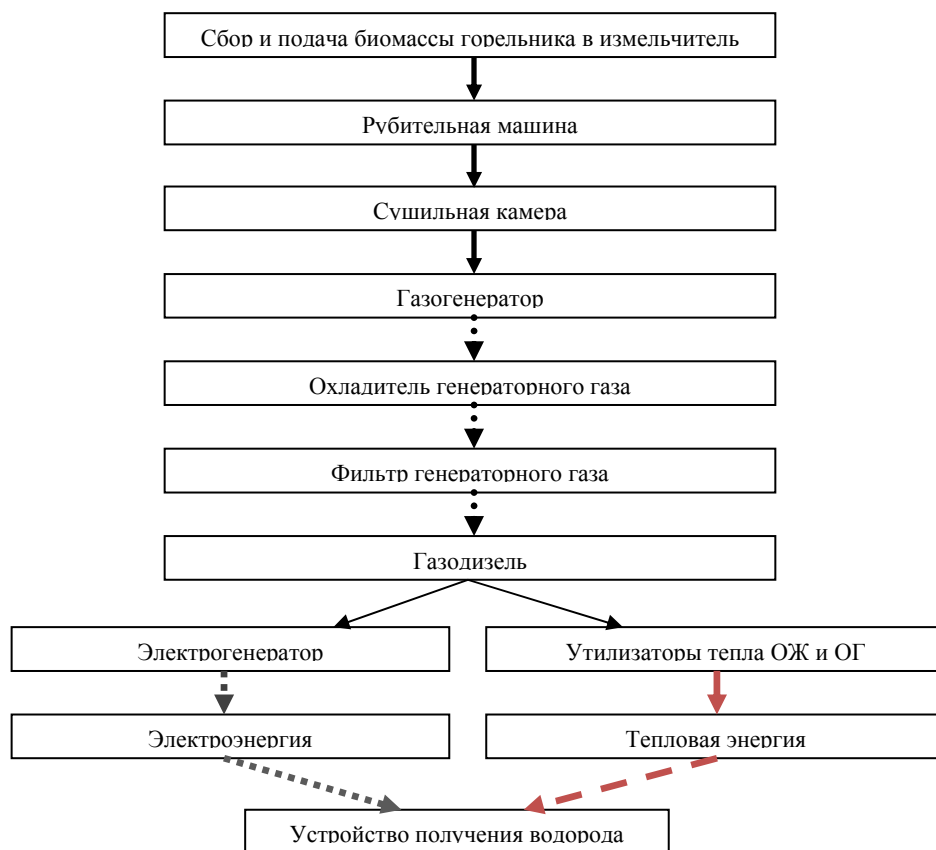 Сбор и подача биомассы горельника в измельчитель
Рубительная машина
Сушильная камера
Газогенератор
Охладитель генераторного газа
Фильтр генераторного газа
Газодизель
Электрогенератор
Утилизаторы тепла ОЖ и ОГ
Электроэнергия
Тепловая энергия
Устройство получения водорода